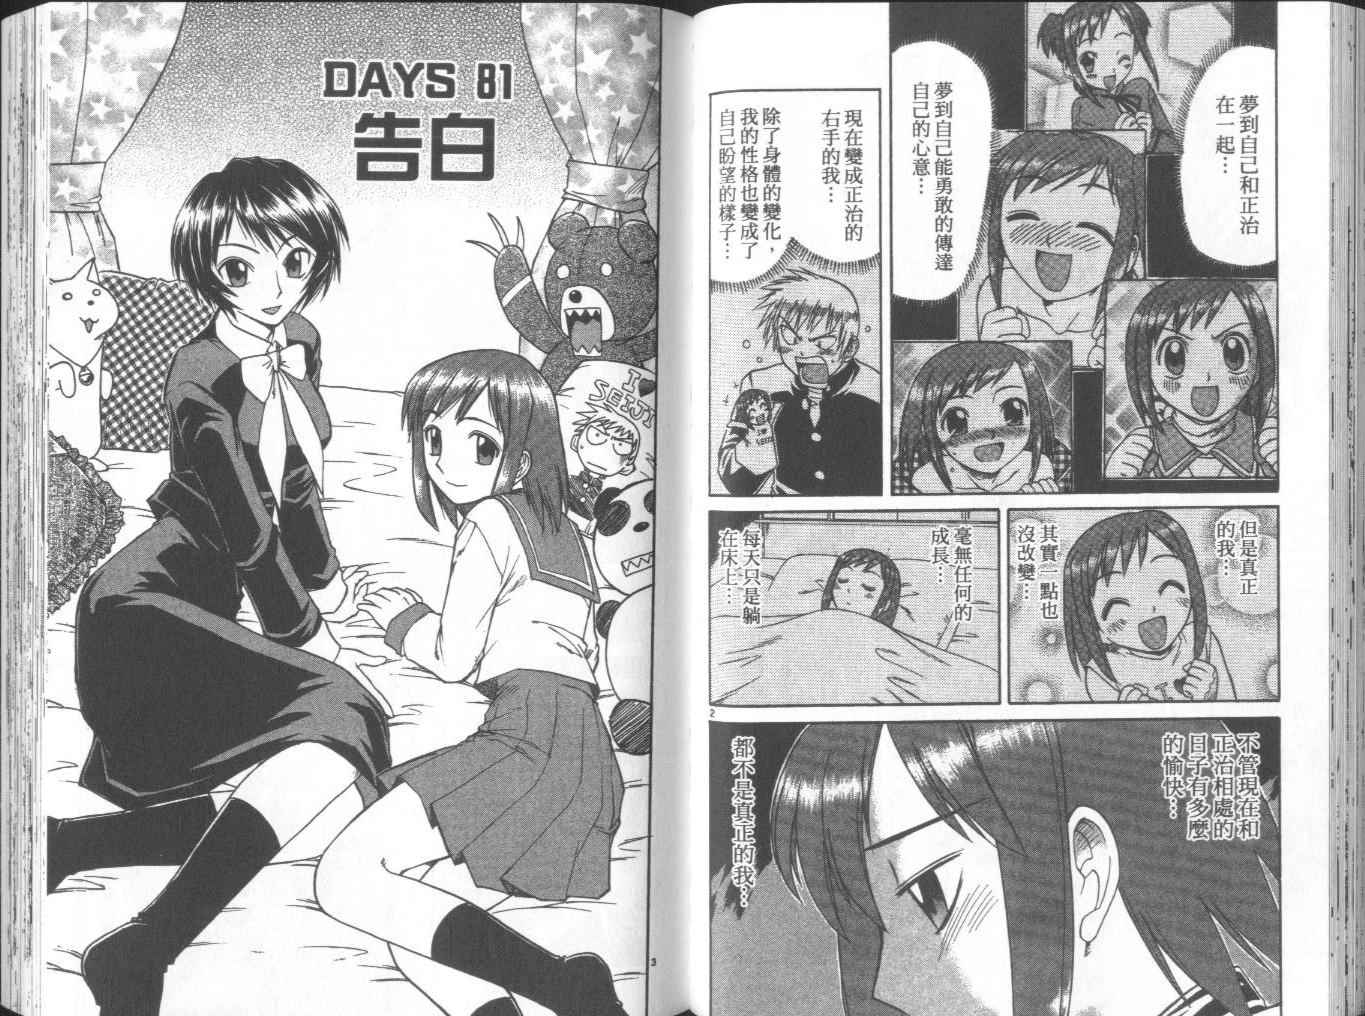 夢到自己和正治
在一起…
夢到自己能勇敢的傳達
自己的心意…
現在變成正治的
右手的我…
除了身體的變化，
我的性格也變成了
自己盼望的樣子…
但是真正
的我…
其實一點也
沒改變…
毫無任何的
成長…
每天只是躺
在床上…
不管現在和
正治相處的
日子有多麼
的愉快…
都不是真正的我…
2
DAYS 81
告白
I
SEIJI
3